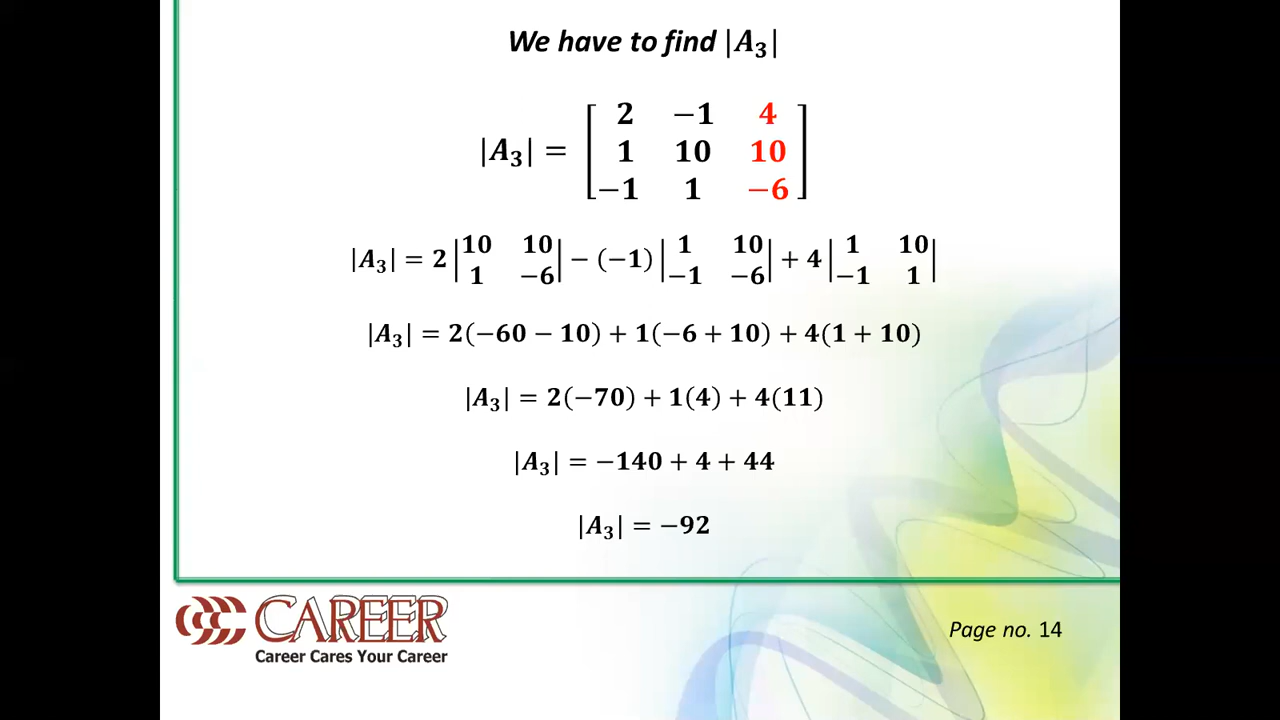 We have to find |A₃|
|A₃| = [ 2 −1 4
1 10 10
−1 1 −6 ]
|A₃| = 2 |10 10; 1 −6| − (−1) |1 10; −1 −6| + 4 |1 10; −1 1|
|A₃| = 2(−60 − 10) + 1(−6 + 10) + 4(1 + 10)
|A₃| = 2(−70) + 1(4) + 4(11)
|A₃| = −140 + 4 + 44
|A₃| = −92
CAREER
Career Cares Your Career
Page no. 14